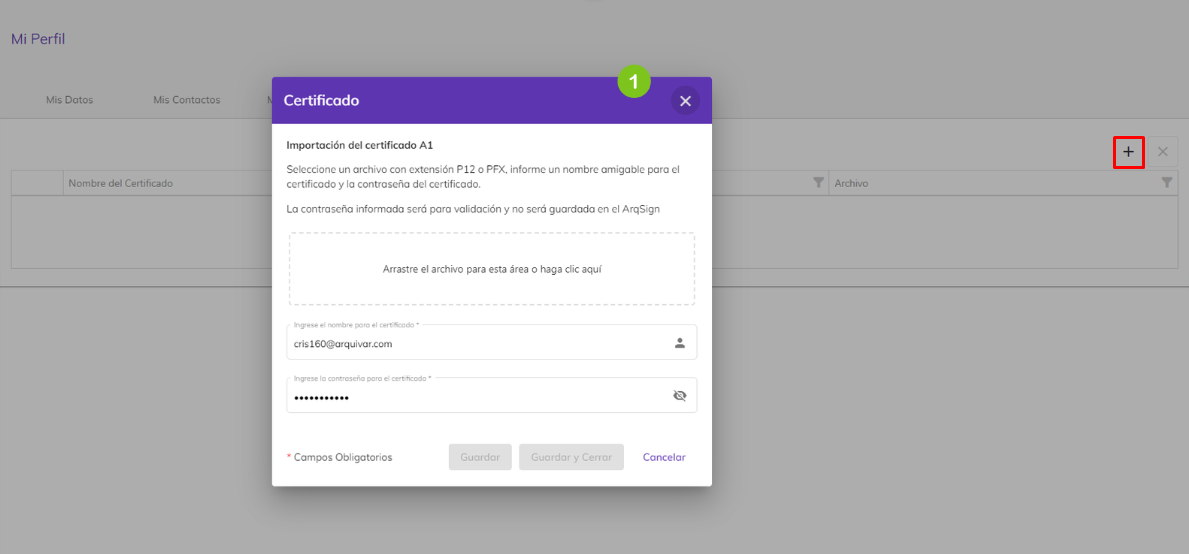 Mi Perfil
Mis Datos
Mis Contactos
1
Certificado
Importación del certificado A1
Seleccione un archivo con extensión P12 o PFX, informe un nombre amigable para el
certificado y la contraseña del certificado.
La contraseña informada será para validación y no será guardada en el ArqSign
Nombre del Certificado
Archivo
Arrastre el archivo para esta área o haga clic aquí
Ingrese el nombre para el certificado *
cris160@arquivar.com
Ingrese la contraseña para el certificado *
•••••••••••
* Campos Obligatorios
Guardar
Guardar y Cerrar
Cancelar